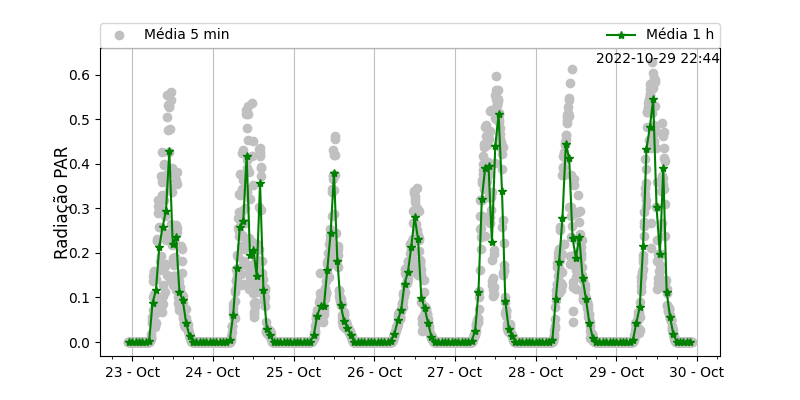 Média 5 min
Média 1 h
2022-10-29 22:44
Radiação PAR
0.6
0.5
0.4
0.3
0.2
0.1
0.0
23 - Oct
24 - Oct
25 - Oct
26 - Oct
27 - Oct
28 - Oct
29 - Oct
30 - Oct